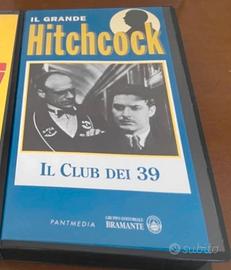 IL GRANDE
Hitchcock
IL CLUB DEI 39
PANTMEDIA
GRUPPO EDITORIALE
BRAMANTE
subito